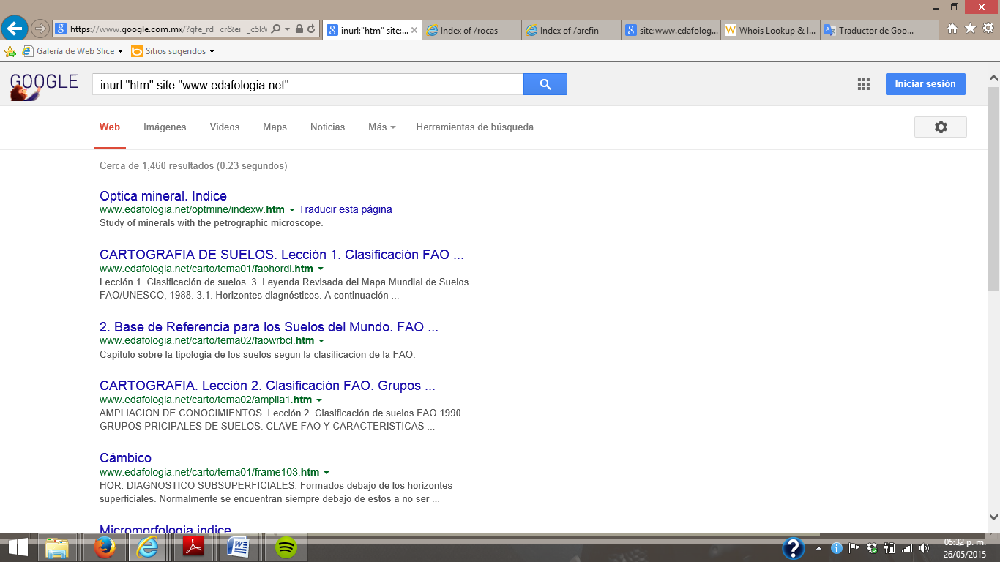 https://www.google.com.mx/?gfe_rd=cr&ei=_c5kV
inurl:"htm" site:...
Index of /rocas
Index of /arefin
site:www.edafolog...
Whois Lookup & I...
Traductor de Goo...
Galería de Web Slice
Sitios sugeridos
GOOGLE
inurl:"htm" site:"www.edafologia.net"
Iniciar sesión
Web
Imágenes
Videos
Maps
Noticias
Más
Herramientas de búsqueda
Cerca de 1,460 resultados (0.23 segundos)
Optica mineral. Indice
www.edafologia.net/optmine/indexw.htm Traducir esta página
Study of minerals with the petrographic microscope.
CARTOGRAFIA DE SUELOS. Lección 1. Clasificación FAO ...
www.edafologia.net/carto/tema01/faohordi.htm
Lección 1. Clasificación de suelos. 3. Leyenda Revisada del Mapa Mundial de Suelos.
FAO/UNESCO, 1988. 3.1. Horizontes diagnósticos. A continuación ...
2. Base de Referencia para los Suelos del Mundo. FAO ...
www.edafologia.net/carto/tema02/faowrbcl.htm
Capitulo sobre la tipologia de los suelos segun la clasificacion de la FAO.
CARTOGRAFIA. Lección 2. Clasificación FAO. Grupos ...
www.edafologia.net/carto/tema02/amplia1.htm
AMPLIACION DE CONOCIMIENTOS. Lección 2. Clasificación de suelos FAO 1990.
GRUPOS PRICIPALES DE SUELOS. CLAVE FAO Y CARACTERISTICAS ...
Cámbico
www.edafologia.net/carto/tema01/frame103.htm
HOR. DIAGNOSTICO SUBSUPERFICIALES. Formados debajo de los horizontes
superficiales. Normalmente se encuentran siempre debajo de estos a no ser ...
Micromorfologia indice
05:32 p. m.
26/05/2015